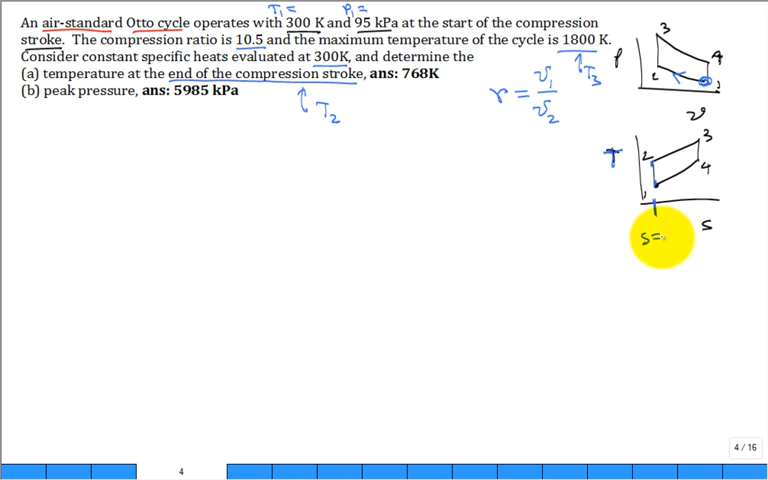 T₁ = P₁ =
An air-standard Otto cycle operates with 300 K and 95 kPa at the start of the compression
stroke. The compression ratio is 10.5 and the maximum temperature of the cycle is 1800 K.
Consider constant specific heats evaluated at 300K, and determine the
(a) temperature at the end of the compression stroke, ans: 768K
(b) peak pressure, ans: 5985 kPa
↑ T₂
r = v₁/v₂
↑T₃
3
P 4
2 1
v
3
T 2
4
1
s
s=
4 4 / 16